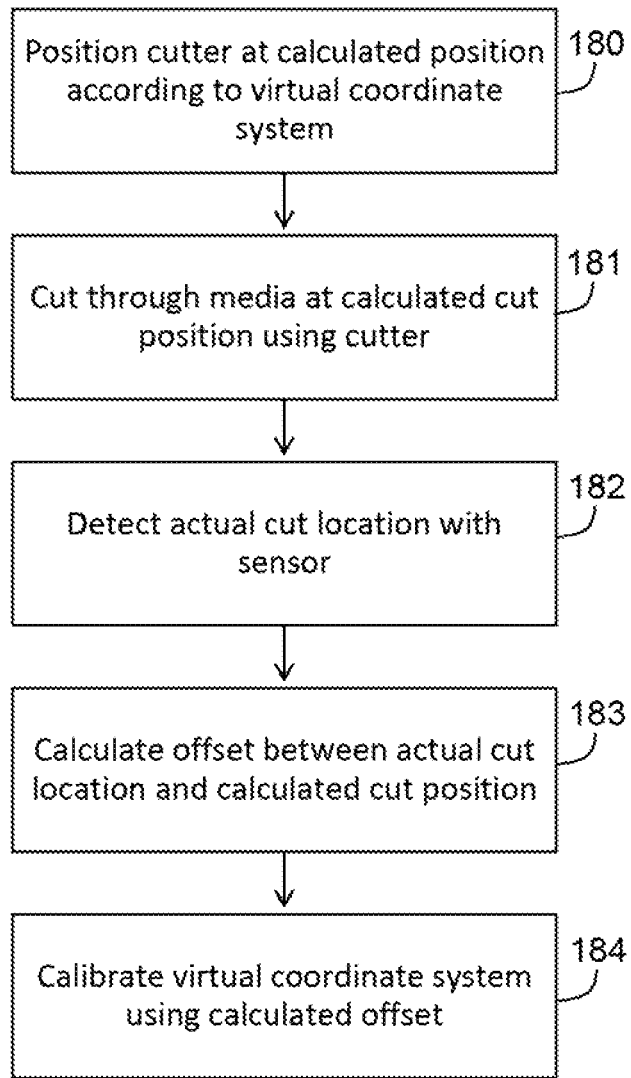 Position cutter at calculated position
according to virtual coordinate
system
180
Cut through media at calculated cut
position using cutter
181
Detect actual cut location with
sensor
182
Calculate offset between actual cut
location and calculated cut position
183
Calibrate virtual coordinate system
using calculated offset
184